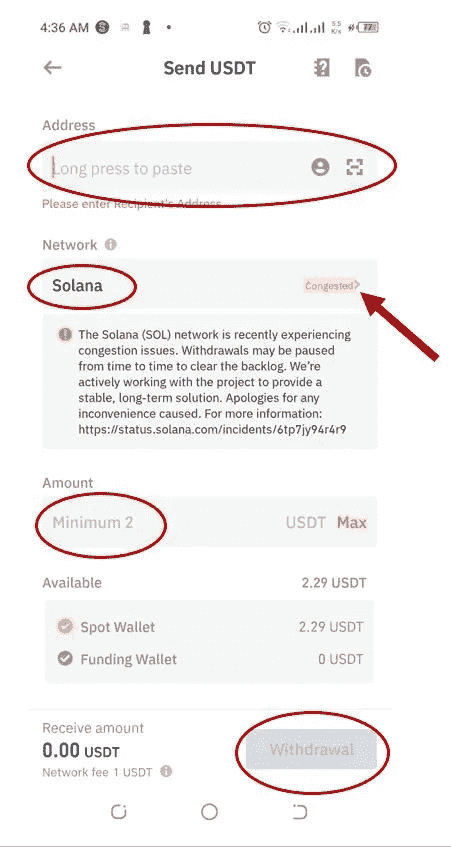 4:36 AM
5.5
K/s
77
Send USDT
Address
Long press to paste
Please enter Recipient's Address
Network
Solana
Congested
The Solana (SOL) network is recently experiencing
congestion issues. Withdrawals may be paused
from time to time to clear the backlog. We're
actively working with the project to provide a
stable, long-term solution. Apologies for any
inconvenience caused. For more information:
https://status.solana.com/incidents/6tp7jy94r4r9
Amount
Minimum 2 USDT Max
Available 2.29 USDT
Spot Wallet 2.29 USDT
Funding Wallet 0 USDT
Receive amount
0.00 USDT
Withdrawal
Network fee 1 USDT